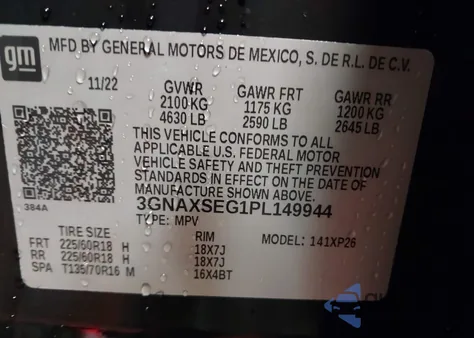 gm
MFD BY GENERAL MOTORS DE MEXICO, S. DE R.L. DE C.V.
11/22 GVWR GAWR FRT GAWR RR
2100 KG 1175 KG 1200 KG
4630 LB 2590 LB 2645 LB
THIS VEHICLE CONFORMS TO ALL
APPLICABLE U.S. FEDERAL MOTOR
VEHICLE SAFETY AND THEFT PREVENTION
STANDARDS IN EFFECT ON THE DATE OF
MANUFACTURE SHOWN ABOVE.
384A 3GNAXSEG1PL149944
TYPE: MPV
TIRE SIZE RIM MODEL: 141XP26
FRT 225/60R18 H 18X7J
RR 225/60R18 H 18X7J
SPA T135/70R16 M 16X4BT